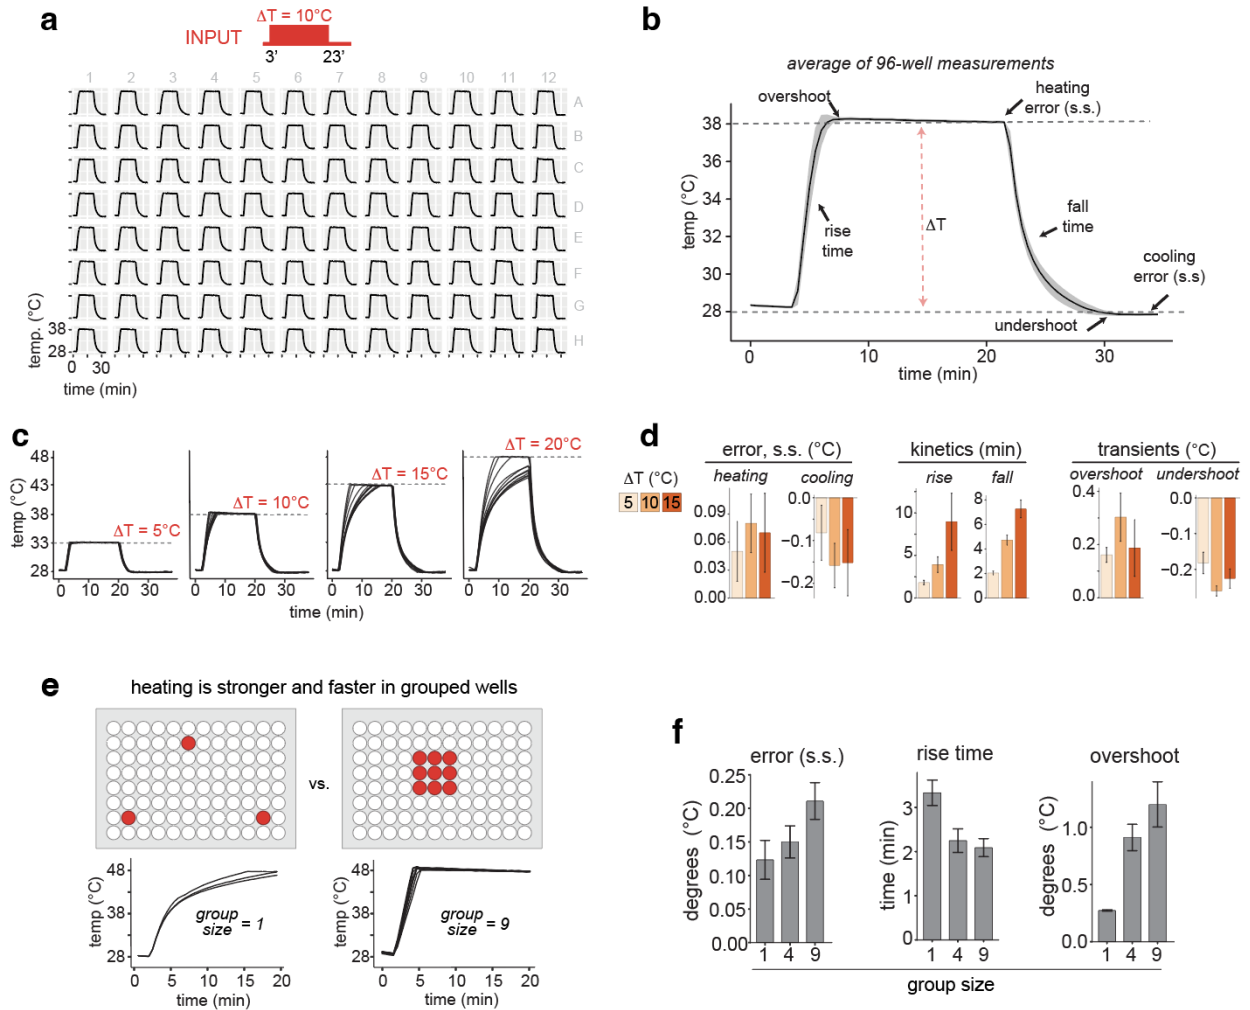 a
ΔT = 10°C
INPUT
3' 23'
1 2 3 4 5 6 7 8 9 10 11 12
A
B
C
D
E
F
G
H
temp. (°C)
38
28
0 30
time (min)
b
average of 96-well measurements
overshoot
heating
error (s.s.)
38
36
34
32
30
28
temp (°C)
rise
time
ΔT
fall
time
cooling
error (s.s)
undershoot
0 10 20 30
time (min)
c
ΔT = 20°C
ΔT = 15°C
ΔT = 10°C
ΔT = 5°C
48
43
38
33
28
temp (°C)
0 10 20 30
0 10 20 30
0 10 20 30
0 10 20 30
time (min)
time (min)
d
error, s.s. (°C)
kinetics (min)
transients (°C)
ΔT (°C)
5 10 15
heating
0.09
0.06
0.03
0.00
cooling
0.0
−0.1
−0.2
rise
10
5
0
fall
8
6
4
2
0
overshoot
0.4
0.2
0.0
undershoot
0.0
−0.2
e
heating is stronger and faster in grouped wells
vs.
temp (°C)
48
38
28
group
size = 1
0 5 10 15 20
time (min)
temp (°C)
48
38
28
group
size = 9
0 5 10 15 20
time (min)
f
error (s.s.)
degrees (°C)
0.25
0.20
0.15
0.10
0.05
0.00
1 4 9
rise time
time (min)
3
2
1
0
1 4 9
overshoot
degrees (°C)
1.0
0.5
0.0
1 4 9
group size